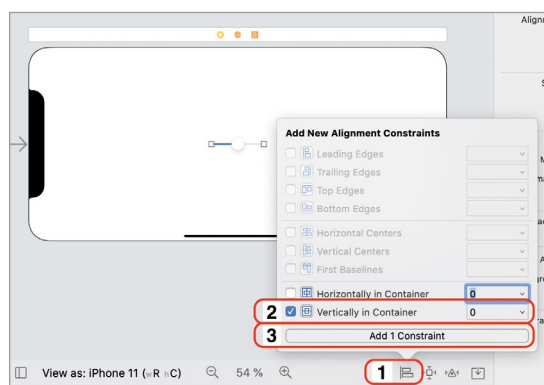 Alignn
S
Add New Alignment Constraints
Leading Edges
Trailing Edges
Top Edges
Bottom Edges
Horizontal Centers
Vertical Centers
First Baselines
Horizontally in Container 0
2 Vertically in Container 0
3 Add 1 Constraint
View as: iPhone 11 (wR hC) 54 % 1